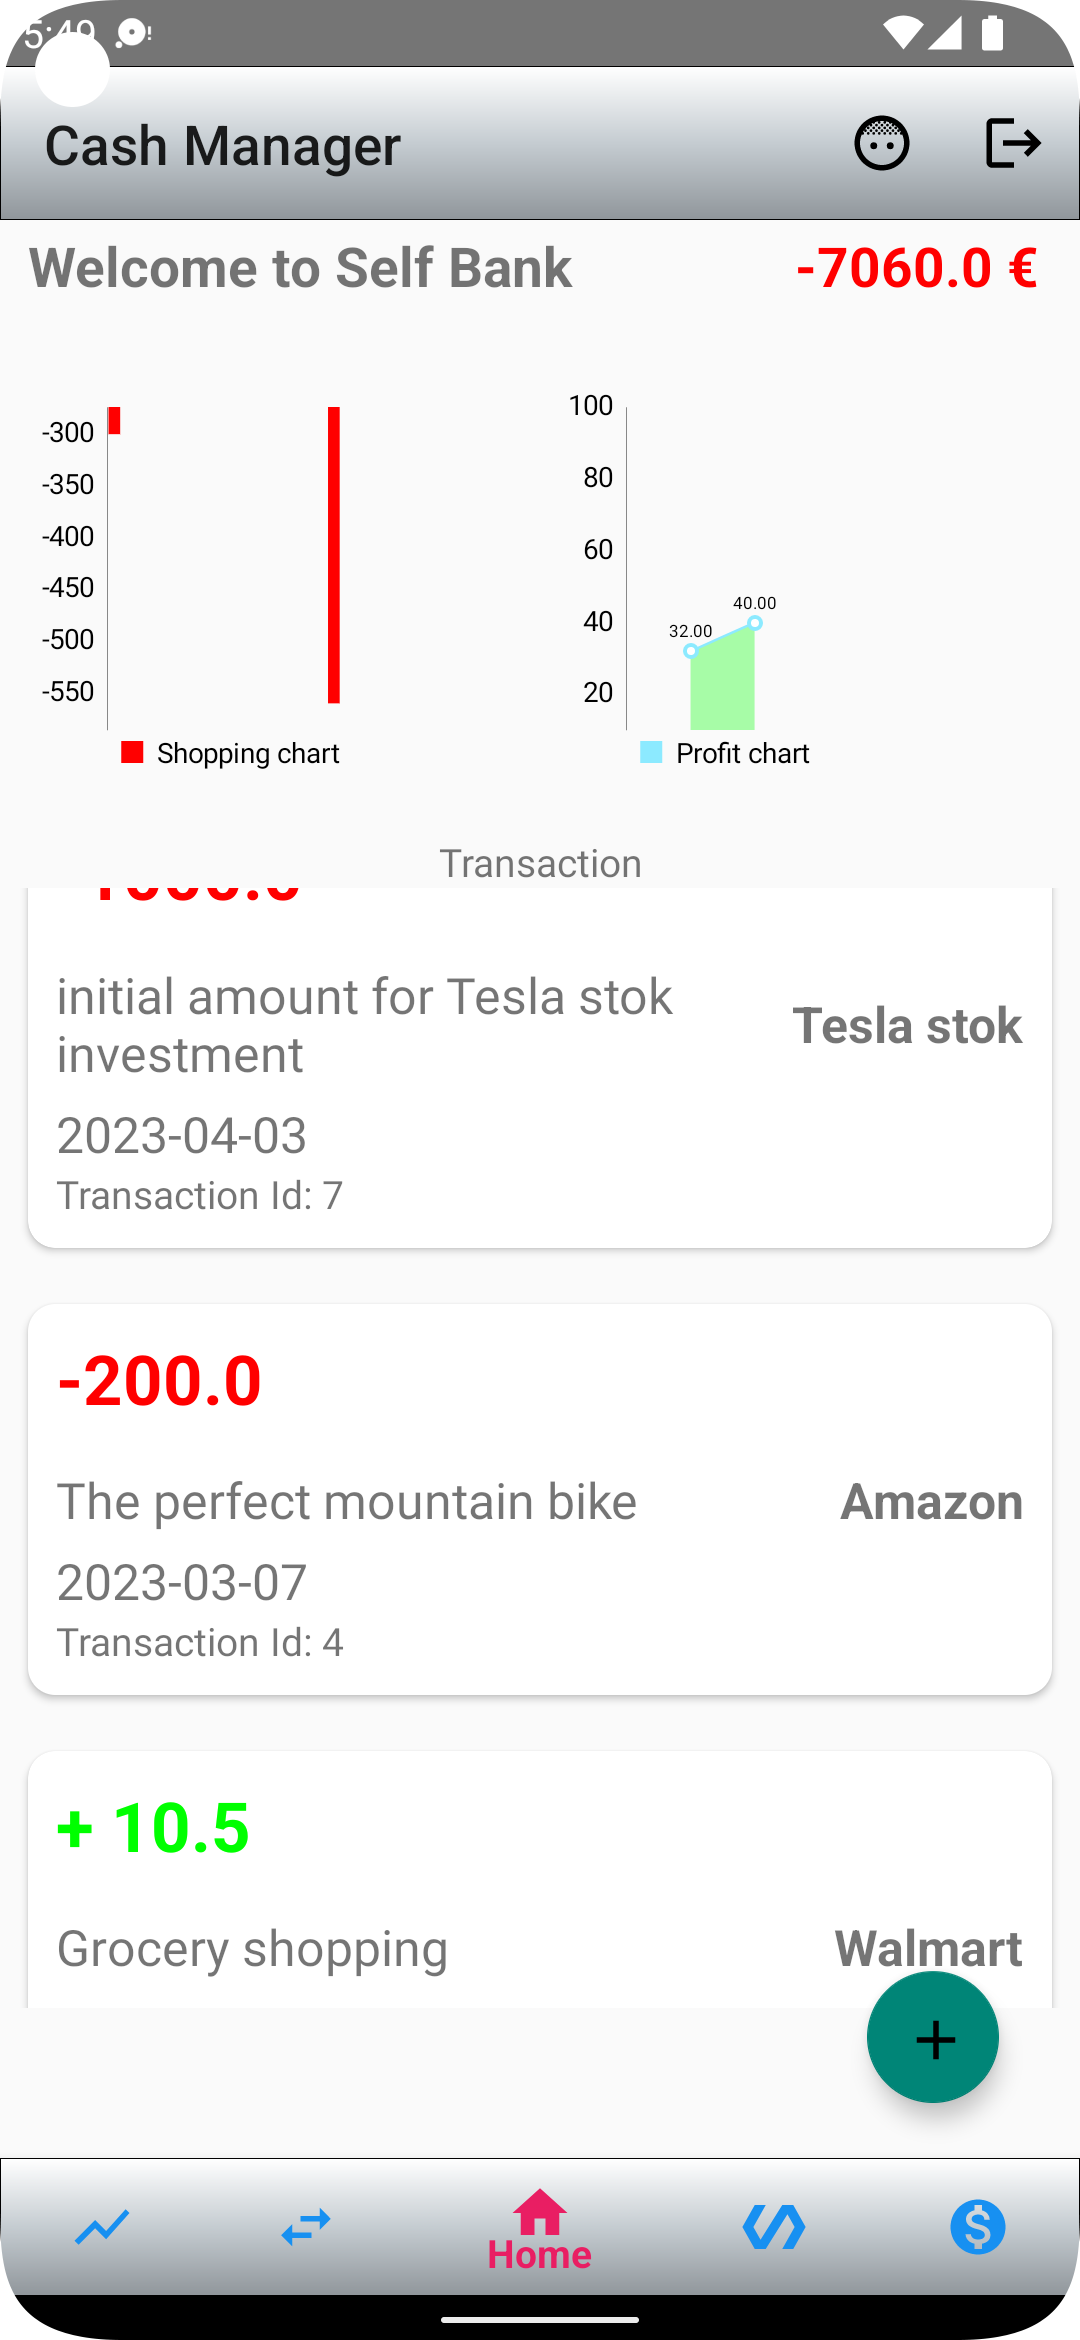 5:49
Cash Manager
Welcome to Self Bank
-7060.0 €
-300
-350
-400
-450
-500
-550
Shopping chart
100
80
60
40
20
32.00
40.00
Profit chart
Transaction
initial amount for Tesla stok
investment
Tesla stok
2023-04-03
Transaction Id: 7
-200.0
The perfect mountain bike
Amazon
2023-03-07
Transaction Id: 4
+ 10.5
Grocery shopping
Walmart
Home